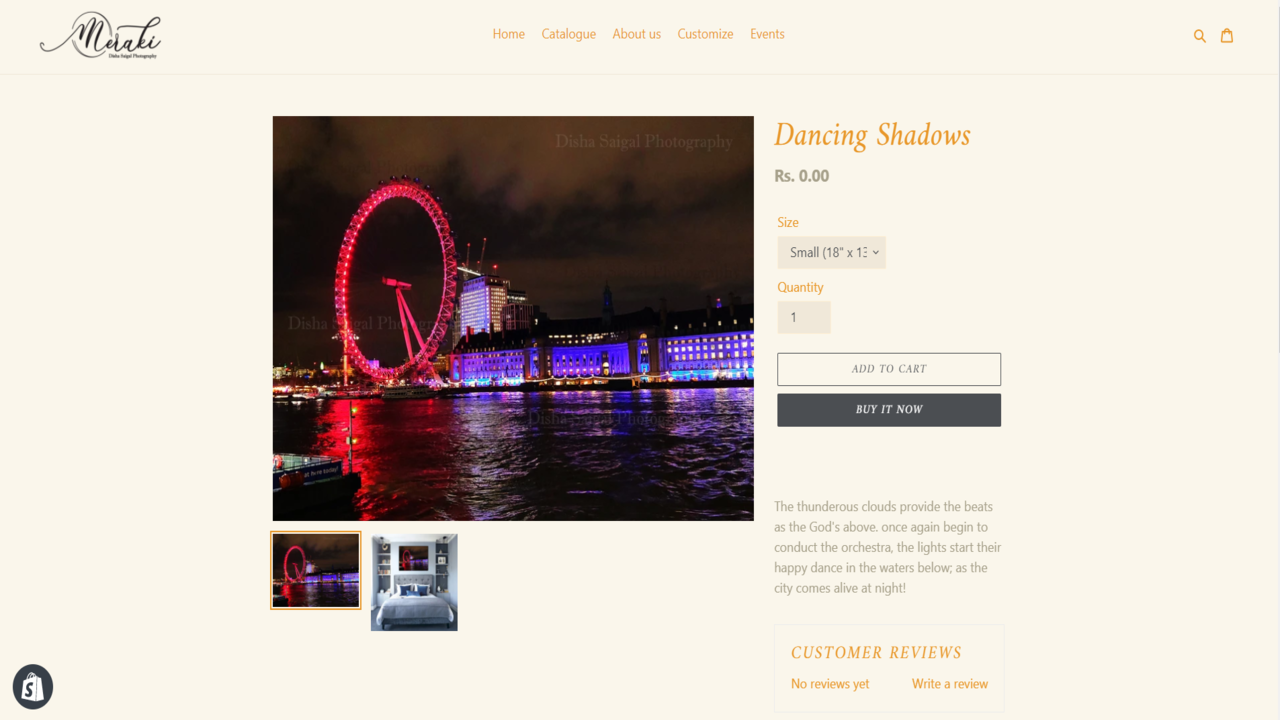 Meraki
Disha Saigal Photography
Home Catalogue About us Customize Events
Disha Saigal Photography
Disha Saigal Photography
Disha Saigal Photography
at here today?
Dancing Shadows
Rs. 0.00
Size
Small (18" x 13
Quantity
1
ADD TO CART
BUY IT NOW
The thunderous clouds provide the beats
as the God's above. once again begin to
conduct the orchestra, the lights start their
happy dance in the waters below; as the
city comes alive at night!
CUSTOMER REVIEWS
No reviews yet Write a review